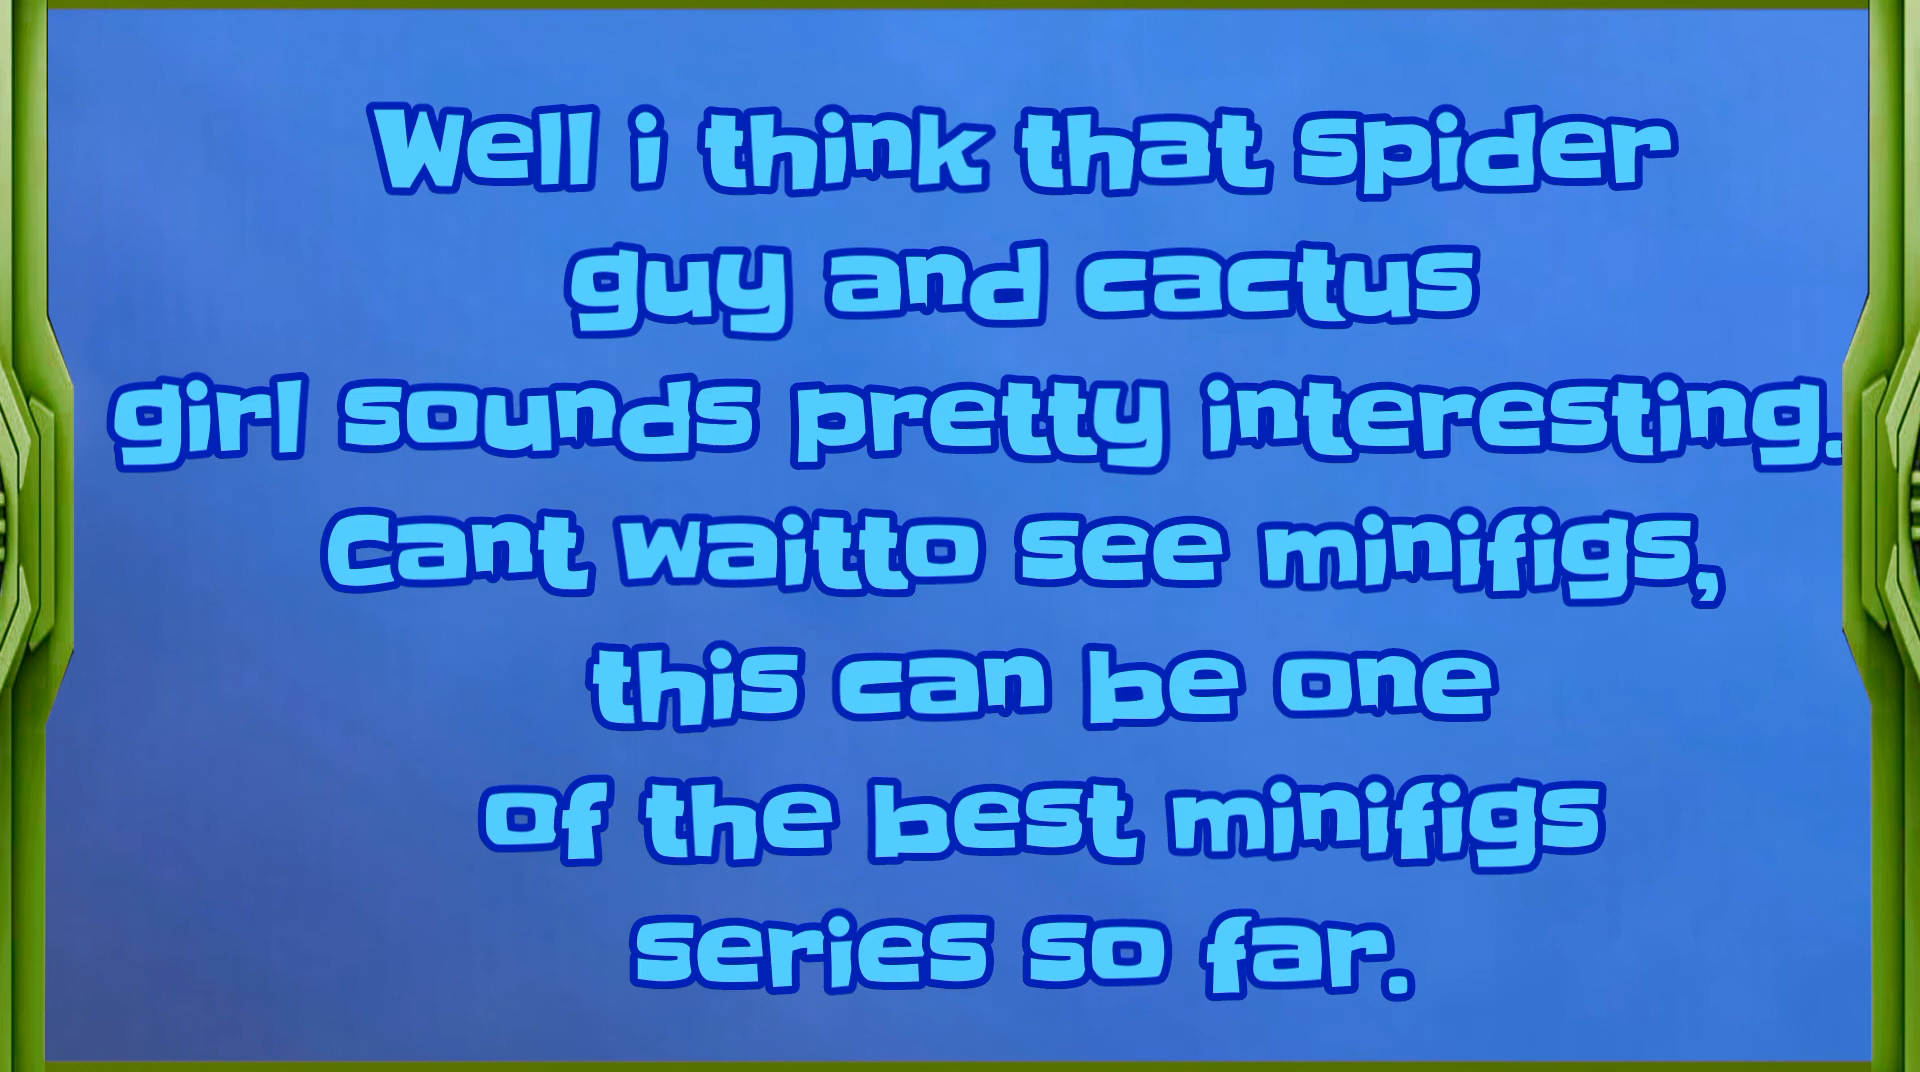 Well i think that spider
guy and cactus
girl sounds pretty interesting.
Cant waitto see minifigs,
this can be one
of the best minifigs
series so far.